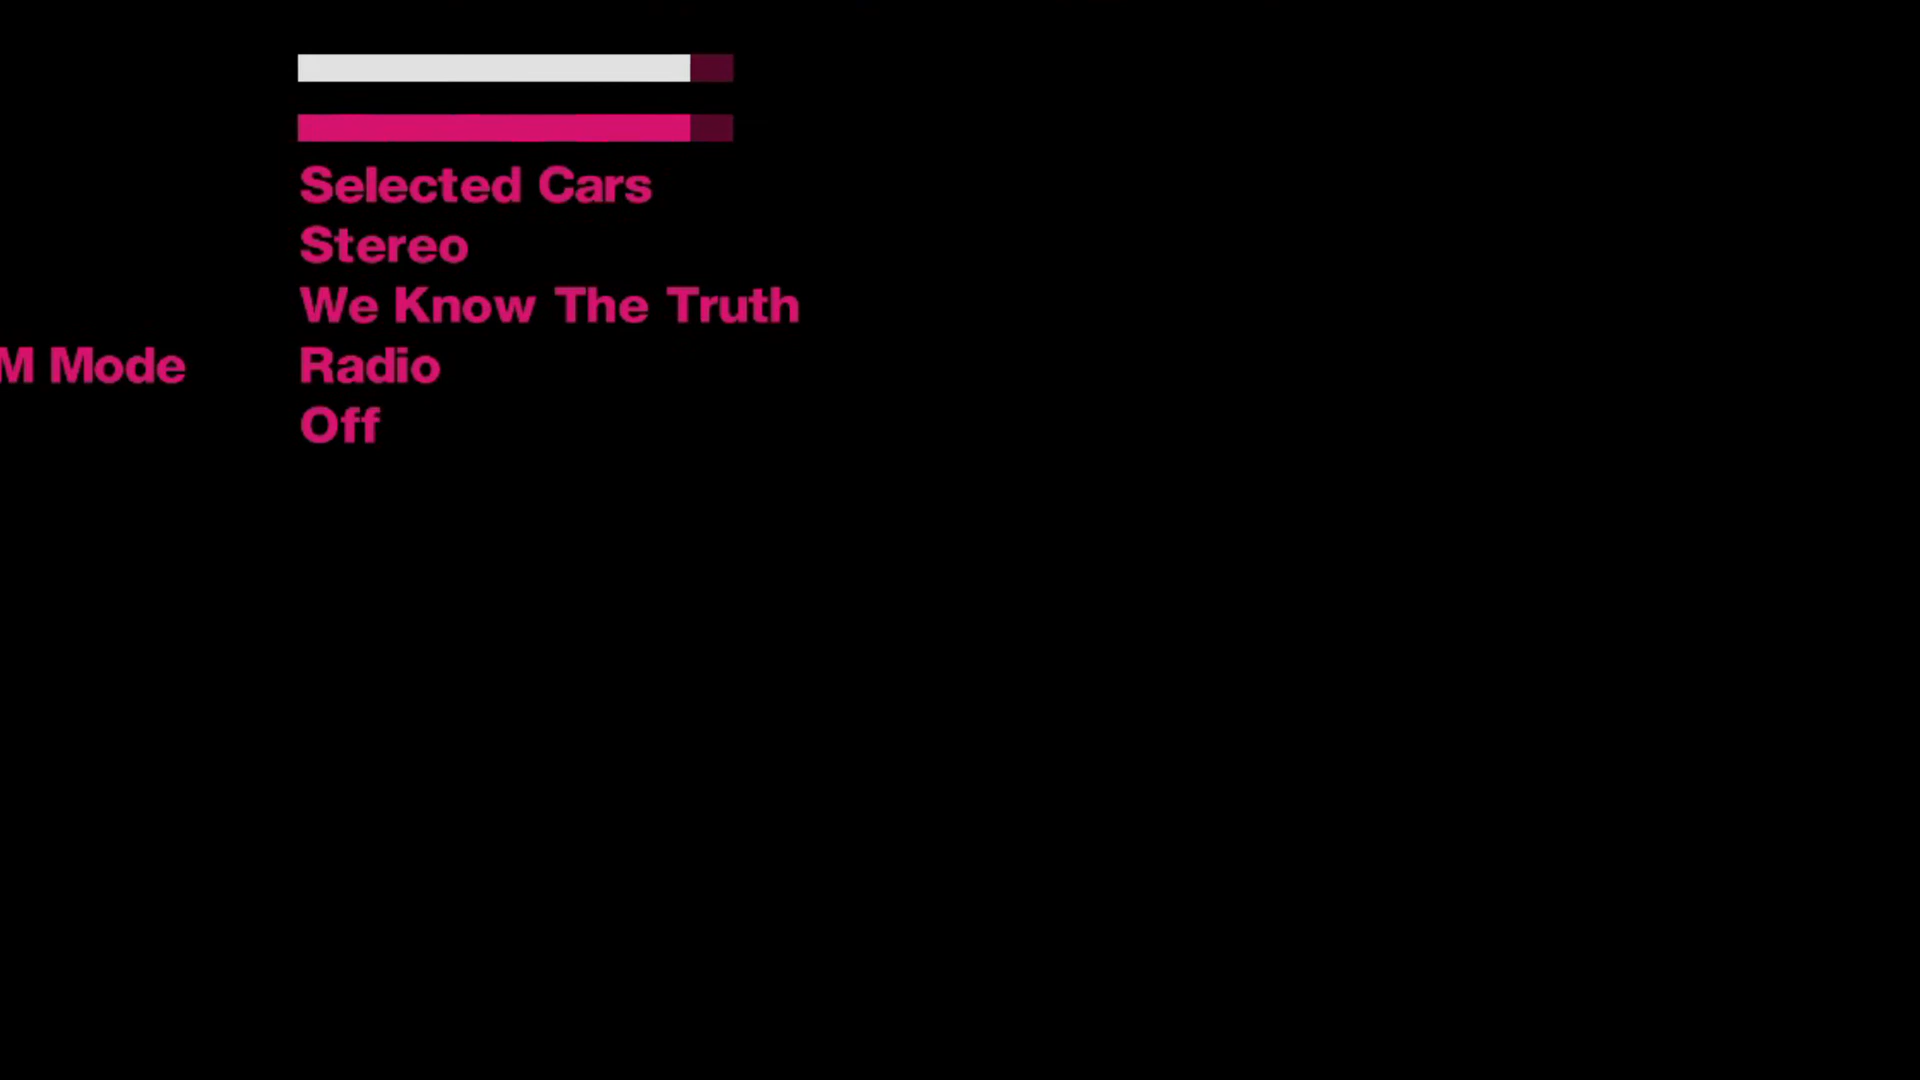 Selected Cars
Stereo
We Know The Truth
M Mode Radio
Off